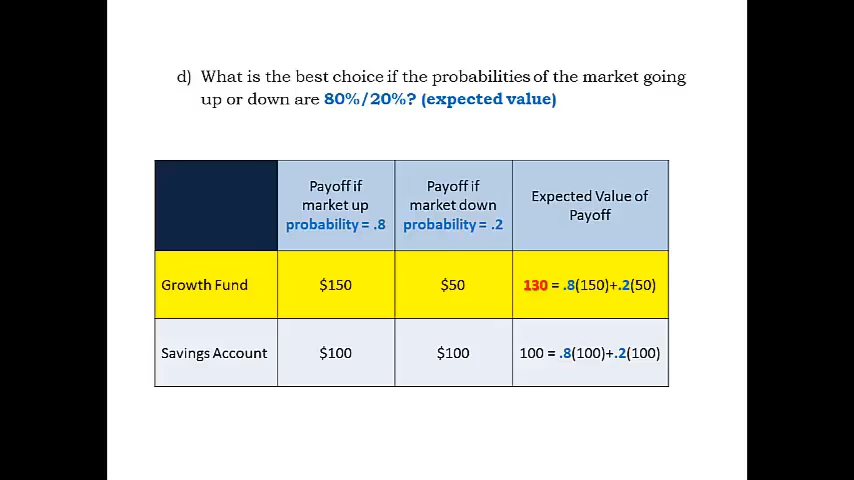 d) What is the best choice if the probabilities of the market going
up or down are 80%/20%? (expected value)
Payoff if
market up
probability = .8
Payoff if
market down
probability = .2
Expected Value of
Payoff
Growth Fund
$150
$50
130 = .8(150)+.2(50)
Savings Account
$100
$100
100 = .8(100)+.2(100)